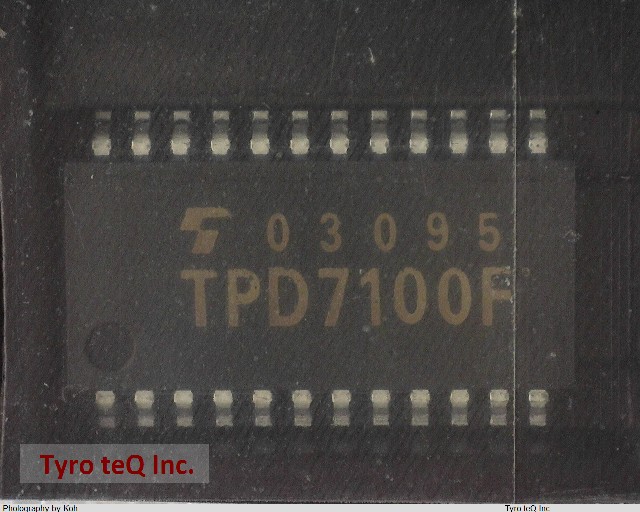 03095
TPD7100F
Tyro teQ Inc.
Photography by Koh
Tyro teQ Inc